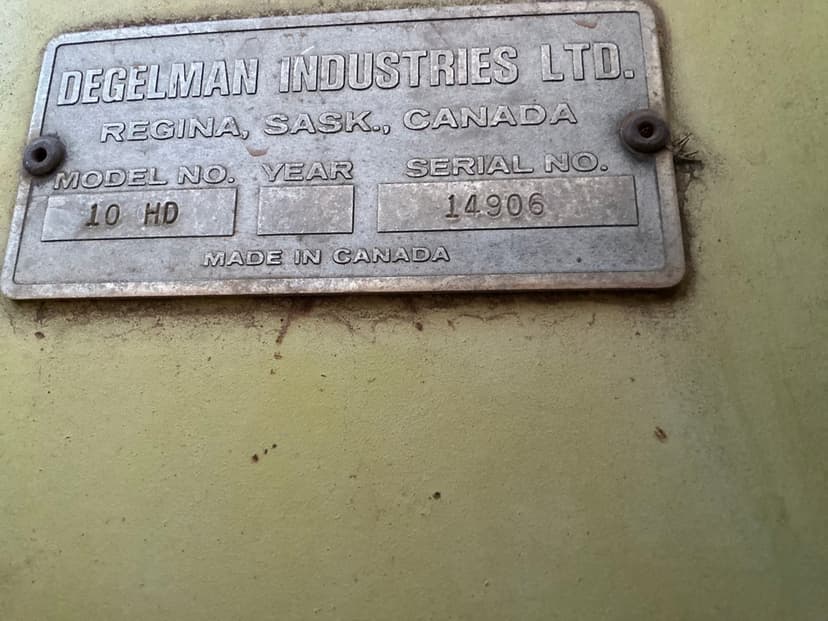 DEGELMAN INDUSTRIES LTD.
REGINA, SASK., CANADA
MODEL NO. YEAR SERIAL NO.
10 HD 14906
MADE IN CANADA